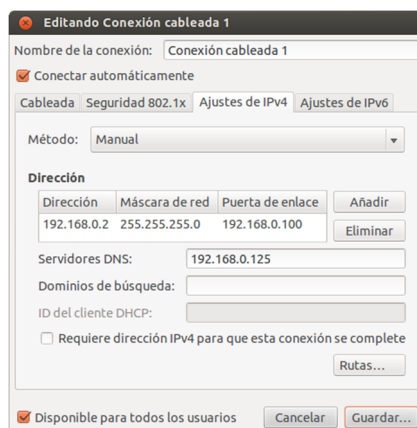 Editando Conexión cableada 1
Nombre de la conexión: Conexión cableada 1
Conectar automáticamente
Cableada Seguridad 802.1x Ajustes de IPv4 Ajustes de IPv6
Método: Manual
Dirección
Dirección Máscara de red Puerta de enlace Añadir
192.168.0.2 255.255.255.0 192.168.0.100 Eliminar
Servidores DNS: 192.168.0.125
Dominios de búsqueda:
ID del cliente DHCP:
Requiere dirección IPv4 para que esta conexión se complete
Rutas...
Disponible para todos los usuarios Cancelar Guardar...